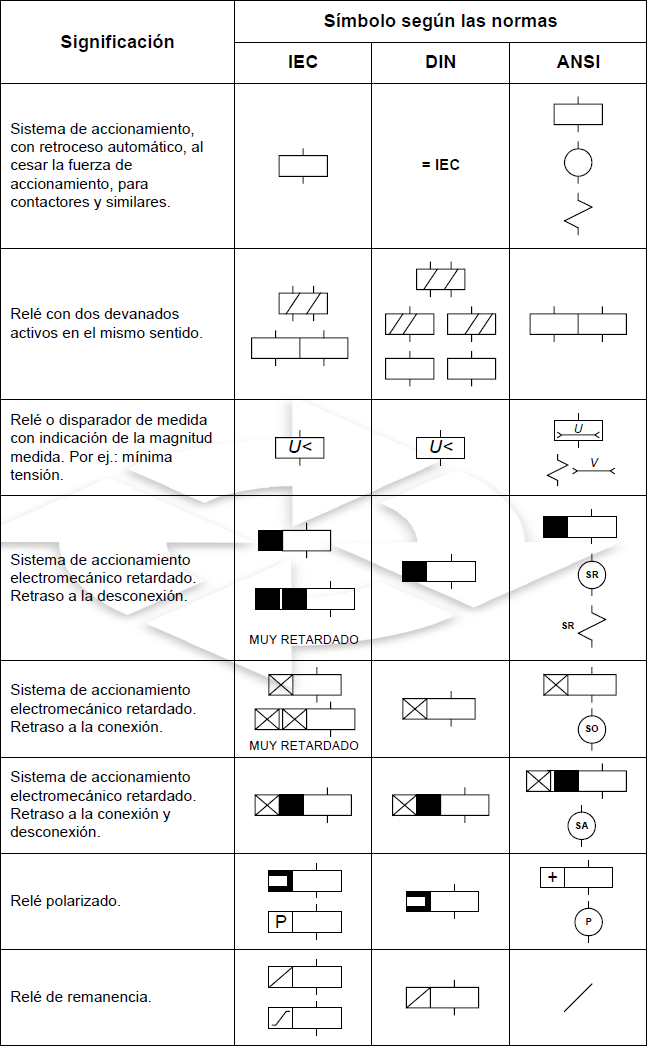 Significación
Símbolo según las normas
IEC
DIN
ANSI
Sistema de accionamiento,
con retroceso automático, al
cesar la fuerza de
accionamiento, para
contactores y similares.
= IEC
Relé con dos devanados
activos en el mismo sentido.
Relé o disparador de medida
con indicación de la magnitud
medida. Por ej.: mínima
tensión.
U<
U<
U
V
Sistema de accionamiento
electromecánico retardado.
Retraso a la desconexión.
MUY RETARDADO
SR
SR
Sistema de accionamiento
electromecánico retardado.
Retraso a la conexión.
MUY RETARDADO
SO
Sistema de accionamiento
electromecánico retardado.
Retraso a la conexión y
desconexión.
SA
Relé polarizado.
P
+
P
Relé de remanencia.